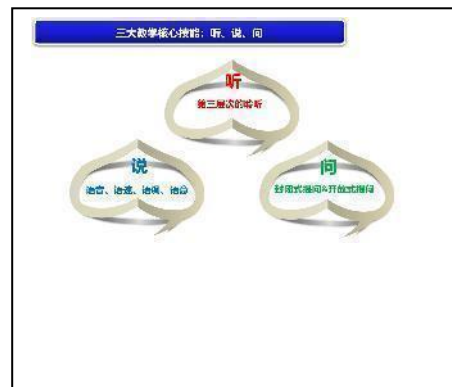 三大教学核心技能：听、说、问
听
第三层次的聆听
说
语言、语速、语调、语台
问
封闭式提问&开放式提问